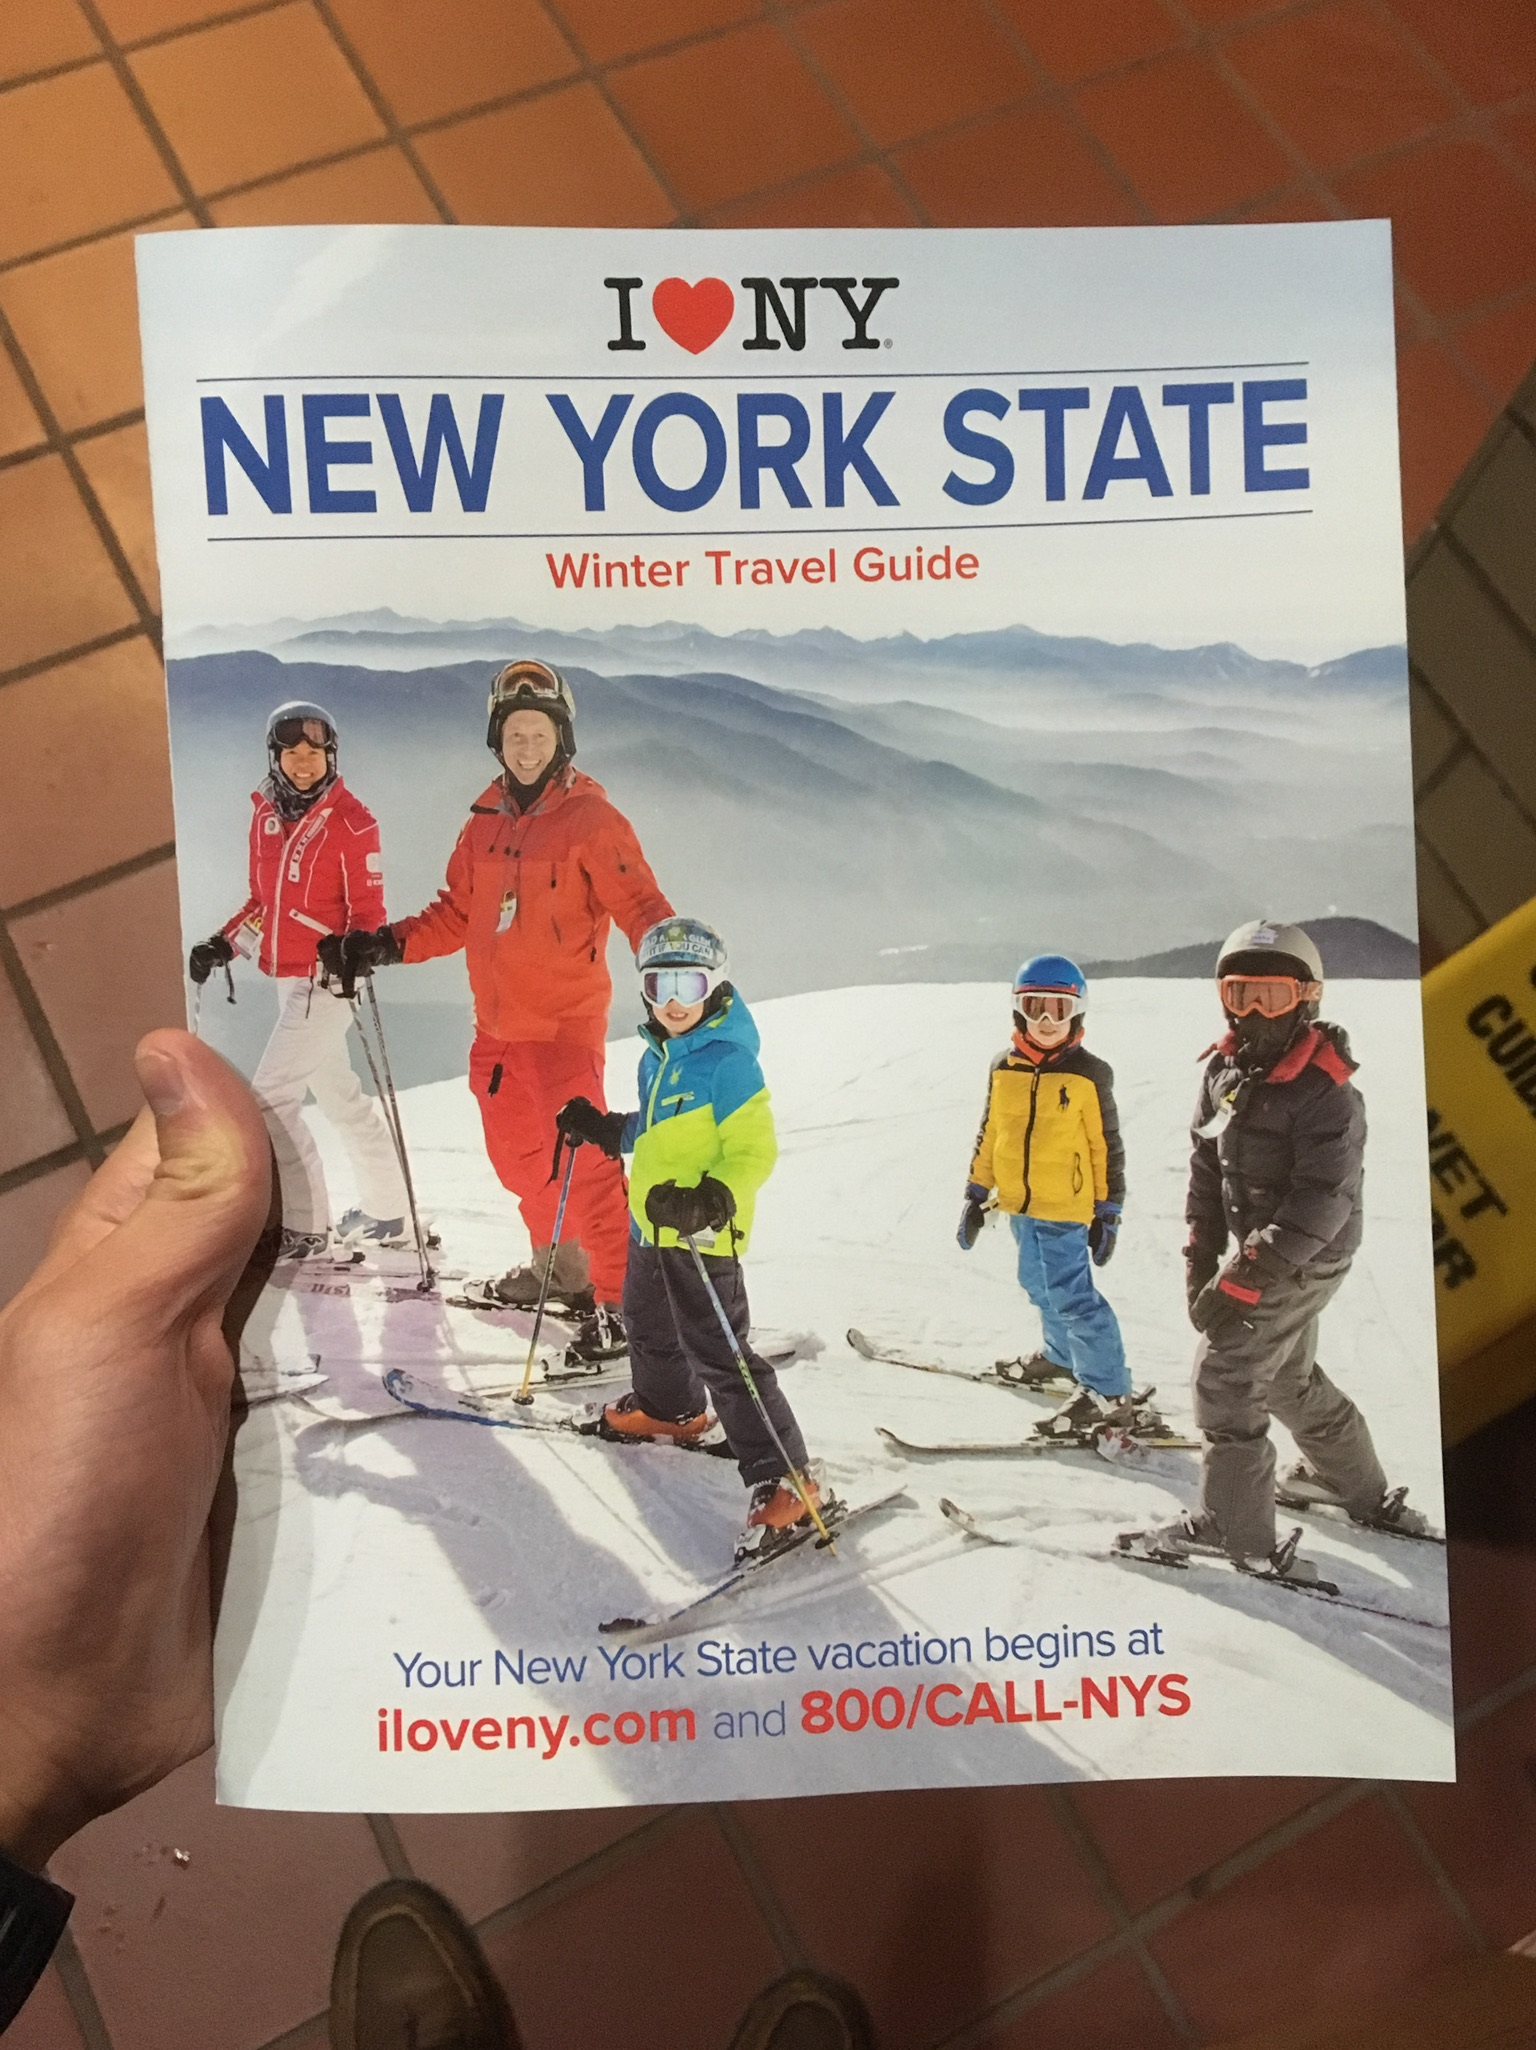 I❤NY®
NEW YORK STATE
Winter Travel Guide
Your New York State vacation begins at
iloveny.com and 800/CALL-NYS